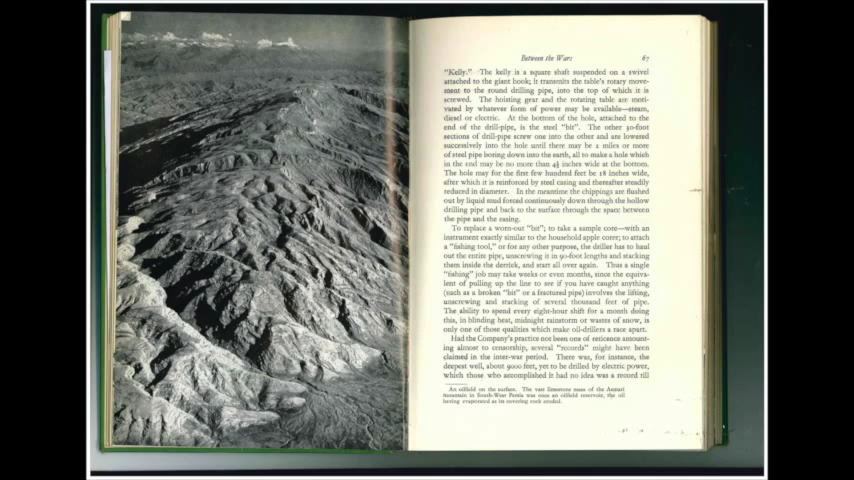 Between the Wars 67
"Kelly." The kelly is a square shaft suspended on a swivel
attached to the giant hook; it transmits the table's rotary move-
ment to the round drilling pipe, into the top of which it is
screwed. The hoisting gear and the rotating table are moti-
vated by whatever form of power may be available—steam,
diesel or electric. At the bottom of the hole, attached to the
end of the drill-pipe, is the steel "bit". The other 30-foot
sections of drill-pipe screw one into the other and are lowered
successively into the hole until there may be 2 miles or more
of steel pipe boring down into the earth, all to make a hole which
in the end may be no more than 4½ inches wide at the bottom.
The hole may for the first few hundred feet be 18 inches wide,
after which it is reinforced by steel casing and thereafter steadily
reduced in diameter. In the meantime the chippings are flushed
out by liquid mud forced continuously down through the hollow
drilling pipe and back to the surface through the space between
the pipe and the casing.
To replace a worn-out "bit"; to take a sample core—with an
instrument exactly similar to the household apple corer; to attach
a "fishing tool," or for any other purpose, the driller has to haul
out the entire pipe, unscrewing it in 90-foot lengths and stacking
them inside the derrick, and start all over again. Thus a single
"fishing" job may take weeks or even months, since the equiva-
lent of pulling up the line to see if you have caught anything
(such as a broken "bit" or a fractured pipe) involves the lifting,
unscrewing and stacking of several thousand feet of pipe.
The ability to spend every eight-hour shift for a month doing
this, in blinding heat, midnight rainstorm or wastes of snow, is
only one of those qualities which make oil-drillers a race apart.
Had the Company's practice not been one of reticence amount-
ing almost to censorship, several "records" might have been
claimed in the inter-war period. There was, for instance, the
deepest well, about 9000 feet, yet to be drilled by electric power,
which those who accomplished it had no idea was a record till
An oilfield on the surface. The vast limestone mass of the Asmari
mountain in South-West Persia was once an oilfield reservoir, the oil
having evaporated as its covering rock eroded.